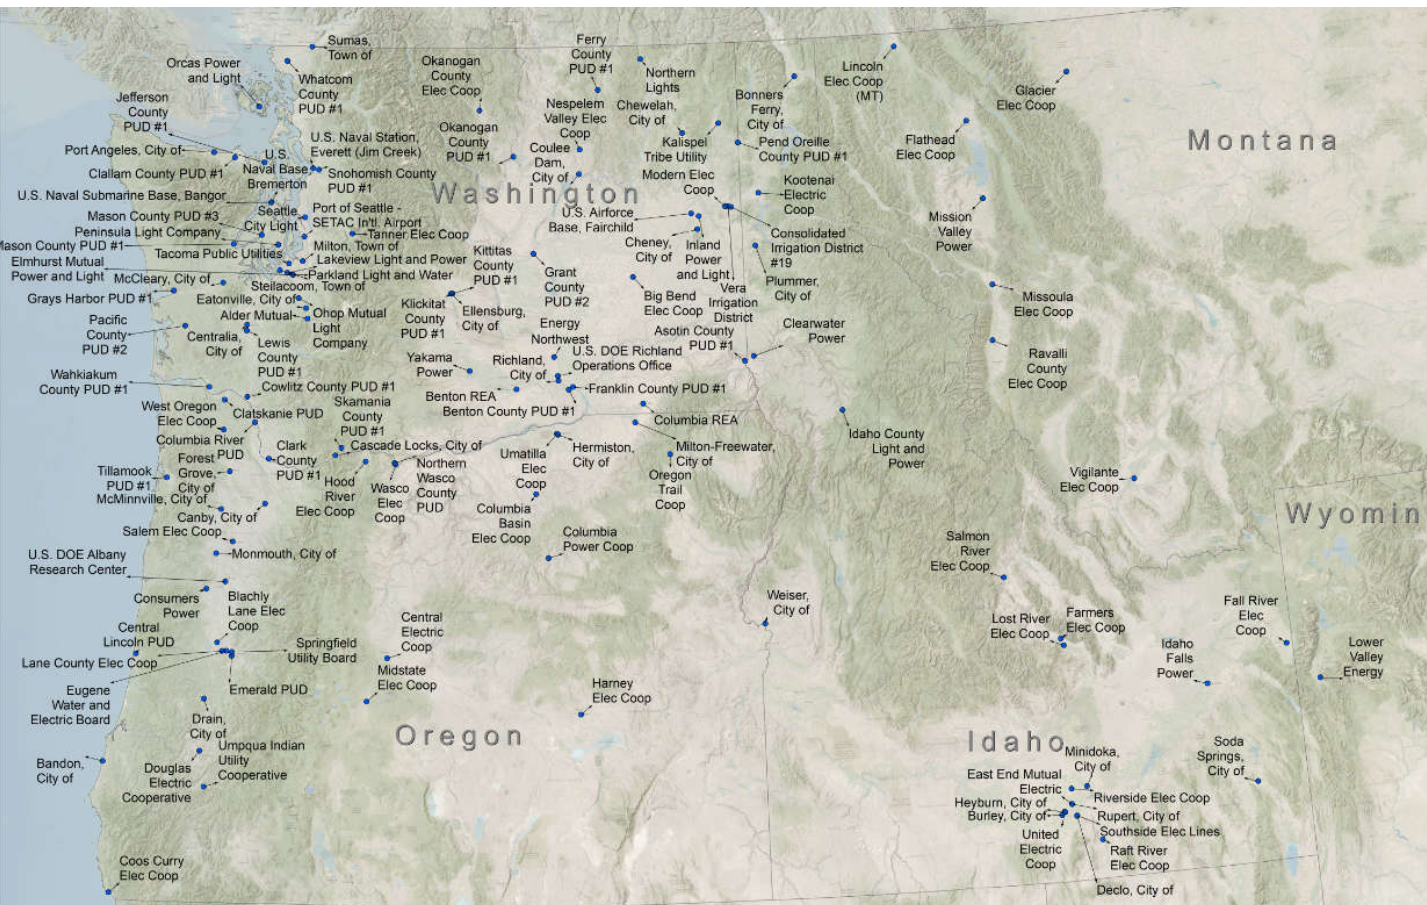 Sumas,
Town of
Orcas Power
and Light
Whatcom
County
PUD #1
Jefferson
County
PUD #1
Okanogan
County
Elec Coop
Ferry
County
PUD #1
Northern
Lights
Nespelem
Valley Elec
Coop
Chewelah,
City of
Bonners
Ferry,
City of
Lincoln
Elec Coop
(MT)
Glacier
Elec Coop
Flathead
Elec Coop
Montana
Port Angeles, City of
Clallam County PUD #1
U.S.
Naval Base,
Bremerton
U.S. Naval Station,
Everett (Jim Creek)
Snohomish County
PUD #1
Okanogan
County
PUD #1
Coulee
Dam,
City of
Kalispel
Tribe Utility
Pend Oreille
County PUD #1
Modern Elec
Coop
Kootenai
Electric
Coop
Washington
U.S. Naval Submarine Base, Bangor
Mason County PUD #3
Seattle
City Light
Port of Seattle -
SETAC In'tl. Airport
Peninsula Light Company
Tanner Elec Coop
Mason County PUD #1
Tacoma Public Utilities
Milton, Town of
Lakeview Light and Power
Elmhurst Mutual
Power and Light
Parkland Light and Water
McCleary, City of
Steilacoom, Town of
Grays Harbor PUD #1
Eatonville, City of
Alder Mutual
Ohop Mutual
Light
Company
Pacific
County
PUD #2
Centralia,
City of
Lewis
County
PUD #1
Kittitas
County
PUD #1
Klickitat
County
PUD #1
Ellensburg,
City of
Grant
County
PUD #2
U.S. Airforce
Base, Fairchild
Cheney,
City of
Inland
Power
and Light
Consolidated
Irrigation District
#19
Mission
Valley
Power
Big Bend
Elec Coop
Vera
Irrigation
District
Plummer,
City of
Missoula
Elec Coop
Energy
Northwest
Asotin County
PUD #1
Clearwater
Power
Ravalli
County
Elec Coop
Yakama
Power
Richland,
City of
U.S. DOE Richland
Operations Office
Wahkiakum
County PUD #1
Cowlitz County PUD #1
Benton REA
Franklin County PUD #1
Benton County PUD #1
West Oregon
Elec Coop
Clatskanie PUD
Skamania
County
PUD #1
Columbia REA
Columbia River
PUD
Cascade Locks, City of
Milton-Freewater,
City of
Idaho County
Light and
Power
Forest
Grove,
City of
Clark
County
PUD #1
Tillamook
PUD #1
Hood
River
Elec Coop
Wasco
Elec
Coop
Northern
Wasco
County
PUD
Umatilla
Elec
Coop
Hermiston,
City of
Oregon
Trail
Coop
Vigilante
Elec Coop
McMinnville, City of
Canby, City of
Salem Elec Coop
Columbia
Basin
Elec Coop
Columbia
Power Coop
Wyomin
Monmouth, City of
U.S. DOE Albany
Research Center
Salmon
River
Elec Coop
Consumers
Power
Blachly
Lane Elec
Coop
Central
Lincoln PUD
Central
Electric
Coop
Weiser,
City of
Lost River
Elec Coop
Farmers
Elec Coop
Fall River
Elec
Coop
Lane County Elec Coop
Springfield
Utility Board
Idaho
Falls
Power
Lower
Valley
Energy
Eugene
Water and
Electric Board
Emerald PUD
Midstate
Elec Coop
Harney
Elec Coop
Drain,
City of
Oregon
Idaho
Bandon,
City of
Umpqua Indian
Utility
Cooperative
Douglas
Electric
Cooperative
Minidoka,
City of
Soda
Springs,
City of
East End Mutual
Electric
Riverside Elec Coop
Heyburn, City of
Burley, City of
Rupert, City of
Southside Elec Lines
United
Electric
Coop
Raft River
Elec Coop
Declo, City of
Coos Curry
Elec Coop